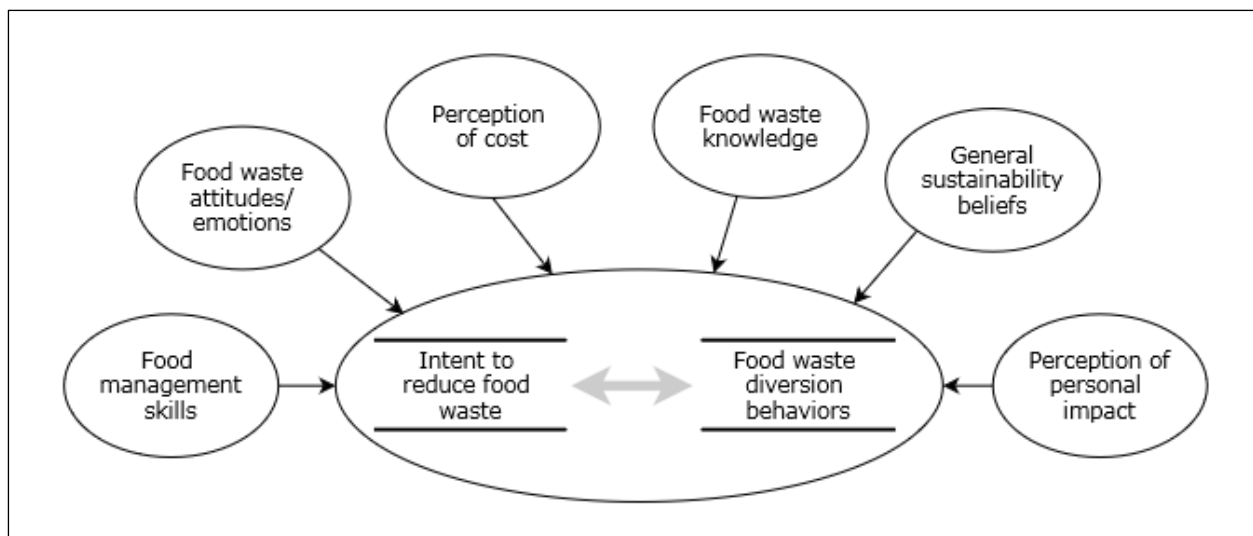 Perception
of cost
Food waste
knowledge
Food waste
attitudes/
emotions
General
sustainability
beliefs
Food
management
skills
Intent to
reduce food
waste
Food waste
diversion
behaviors
Perception of
personal
impact